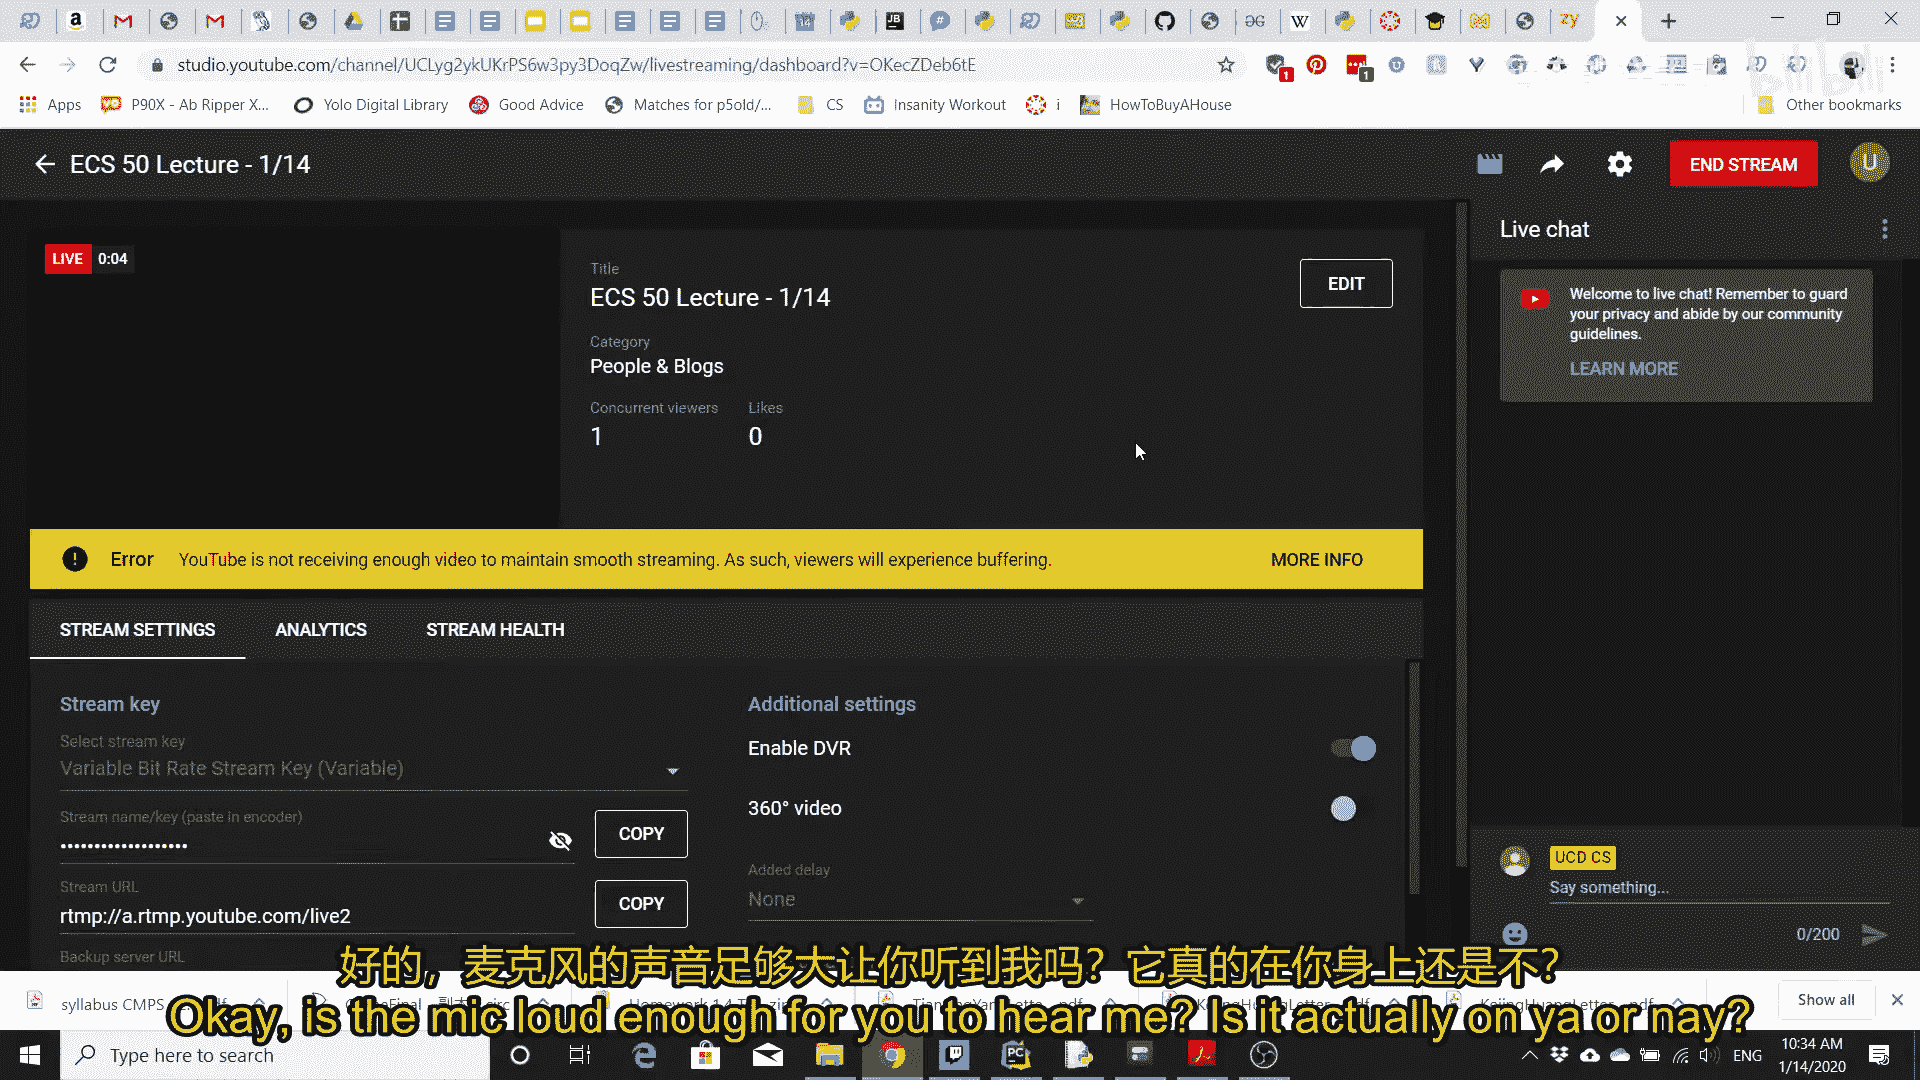 studio.youtube.com/channel/UCLyg2ykUKrPS6w3py3DoqZw/livestreaming/dashboard?v=OKecZDeb6tE
Apps P90X - Ab Ripper X... Yolo Digital Library Good Advice Matches for p5old/... CS Insanity Workout i HowToBuyAHouse Other bookmarks
bilibili
ECS 50 Lecture - 1/14
END STREAM
U
Live chat
LIVE 0:04
Title
ECS 50 Lecture - 1/14
EDIT
Category
People & Blogs
Concurrent viewers Likes
1 0
Welcome to live chat! Remember to guard
your privacy and abide by our community
guidelines.
LEARN MORE
Error YouTube is not receiving enough video to maintain smooth streaming. As such, viewers will experience buffering. MORE INFO
STREAM SETTINGS ANALYTICS STREAM HEALTH
Stream key
Select stream key
Variable Bit Rate Stream Key (Variable)
Stream name/key (paste in encoder)
COPY
Stream URL
rtmp://a.rtmp.youtube.com/live2
COPY
Backup server URL
Additional settings
Enable DVR
360° video
Added delay
None
UCD CS
Say something...
0/200
好的，麦克风的声音足够大让你听到我吗？它真的在你身上还是不？
syllabus CMPS
Show all
Okay, is the mic loud enough for you to hear me? Is it actually on ya or nay?
Type here to search
ENG
10:34 AM
1/14/2020